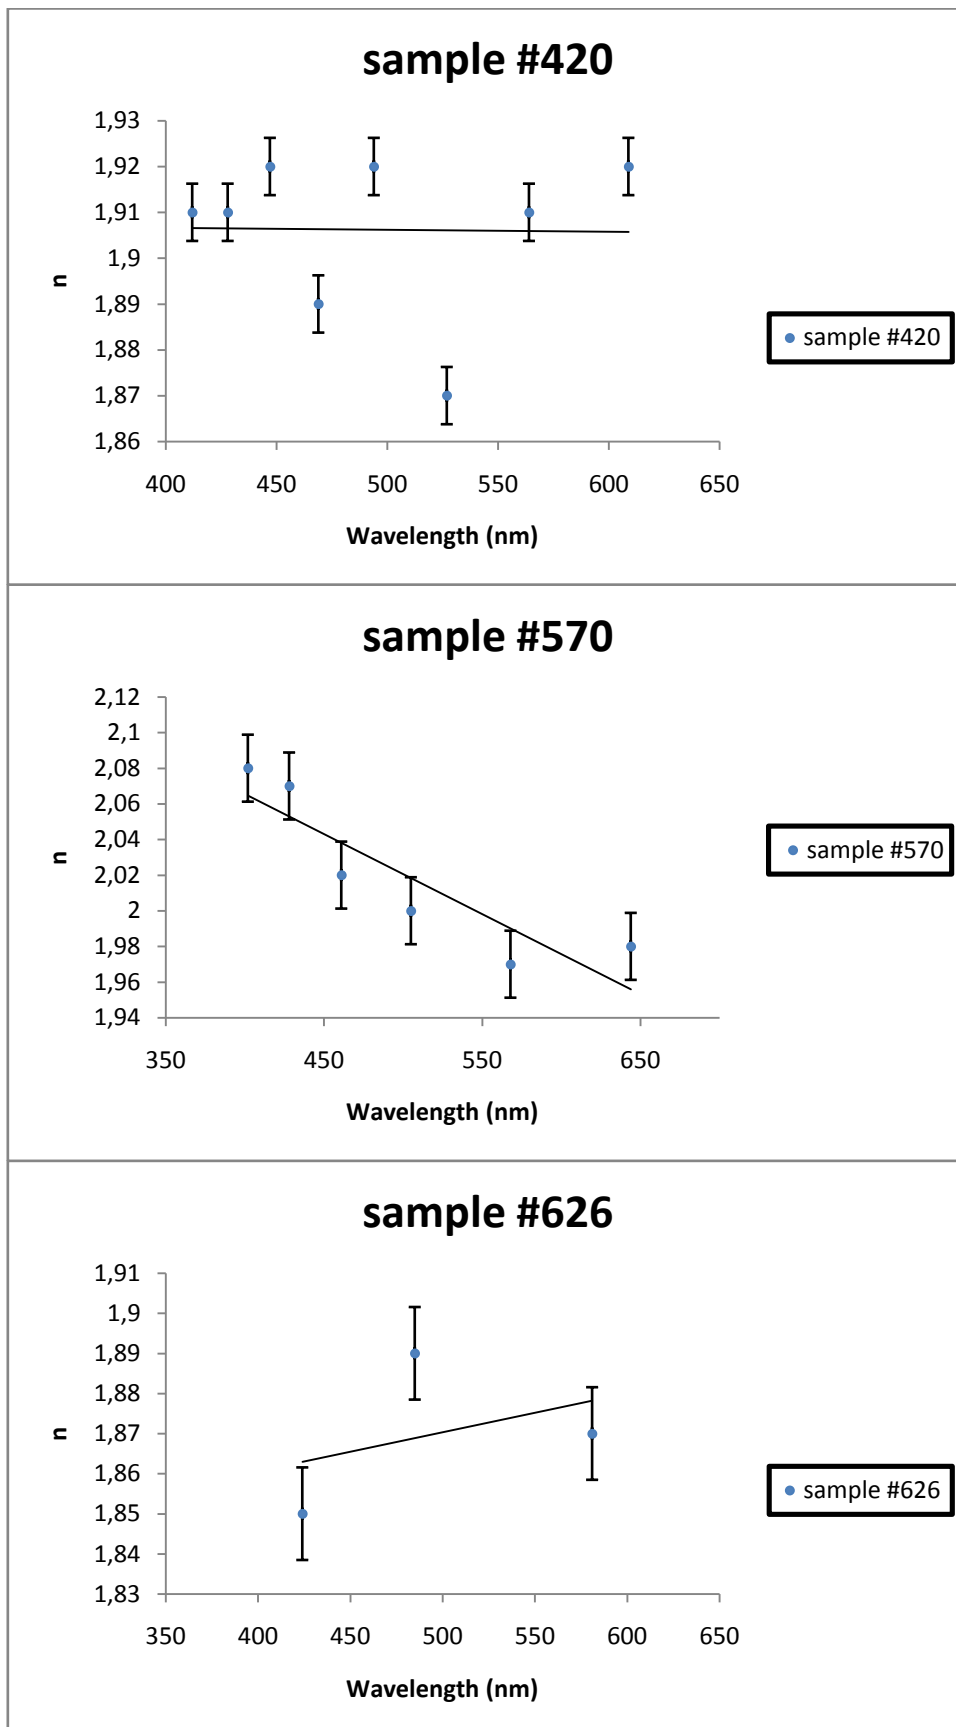 sample #420
1,93
1,92
1,91
1,9
1,89
1,88
1,87
1,86
n
400 450 500 550 600 650
Wavelength (nm)
sample #420
sample #570
2,12
2,1
2,08
2,06
2,04
2,02
2
1,98
1,96
1,94
n
350 450 550 650
Wavelength (nm)
sample #570
sample #626
1,91
1,9
1,89
1,88
1,87
1,86
1,85
1,84
1,83
n
350 400 450 500 550 600 650
Wavelength (nm)
sample #626